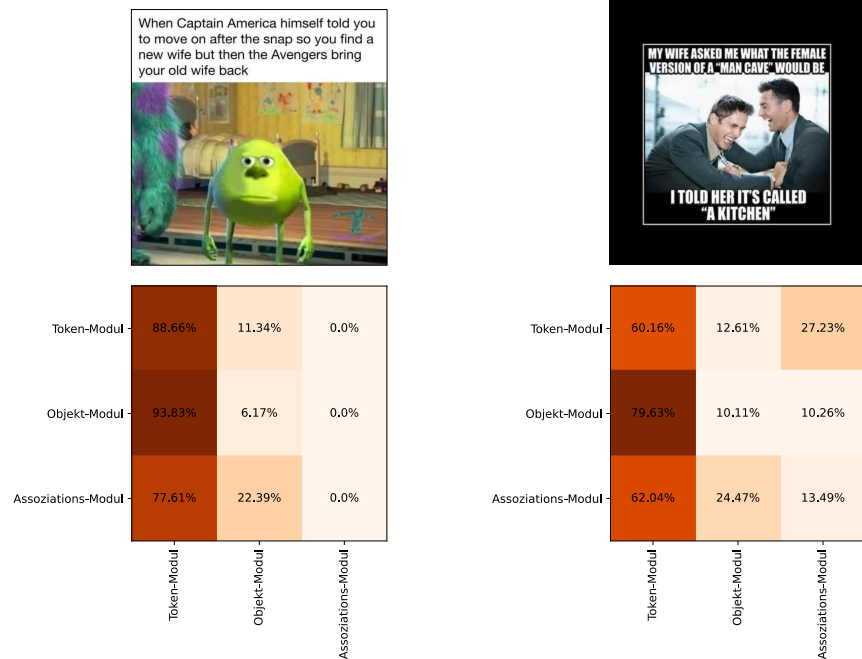 When Captain America himself told you
to move on after the snap so you find a
new wife but then the Avengers bring
your old wife back
MY WIFE ASKED ME WHAT THE FEMALE
VERSION OF A “MAN CAVE” WOULD BE
I TOLD HER IT'S CALLED
“A KITCHEN”
Token-Modul
88.66%
11.34%
0.0%
Objekt-Modul
93.83%
6.17%
0.0%
Assoziations-Modul
77.61%
22.39%
0.0%
Token-Modul
Objekt-Modul
Assoziations-Modul
Token-Modul
60.16%
12.61%
27.23%
Objekt-Modul
79.63%
10.11%
10.26%
Assoziations-Modul
62.04%
24.47%
13.49%
Token-Modul
Objekt-Modul
Assoziations-Modul